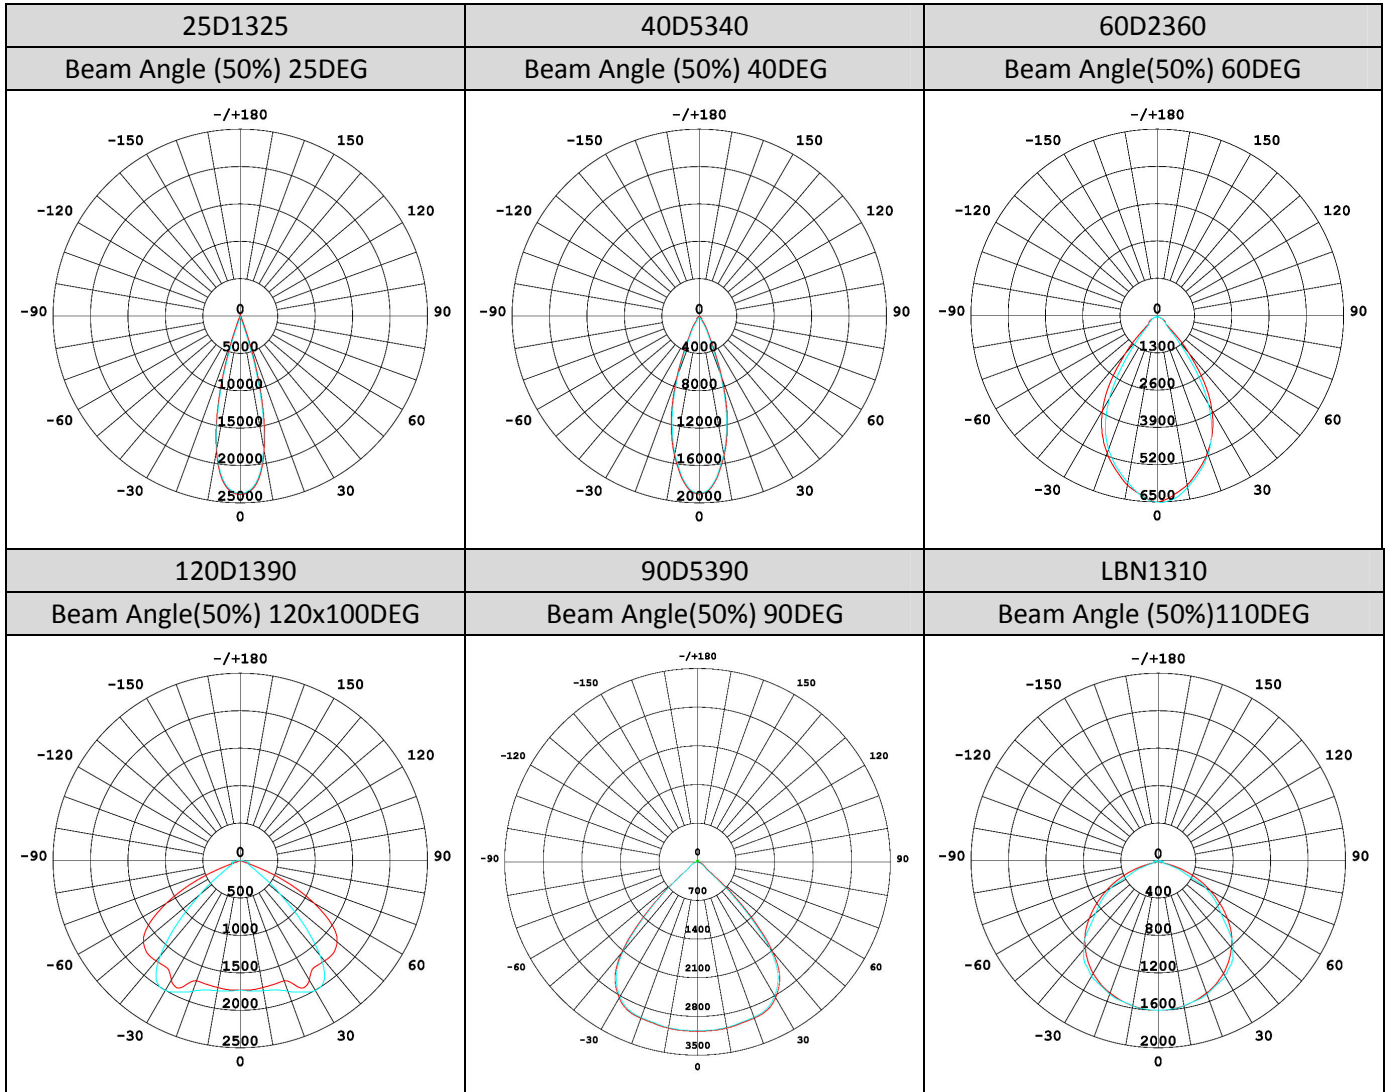 25D1325 40D5340 60D2360
Beam Angle (50%) 25DEG Beam Angle (50%) 40DEG Beam Angle(50%) 60DEG
-/+180 -/+180 -/+180
-150 150 -150 150 -150 150
-120 120 -120 120 -120 120
-90 0 90 -90 0 90 -90 0 90
5000 4000 1300
10000 8000 2600
-60 15000 60 -60 12000 60 -60 3900 60
20000 16000 5200
-30 25000 30 -30 20000 30 -30 6500 30
0 0 0
120D1390 90D5390 LBN1310
Beam Angle(50%) 120x100DEG Beam Angle(50%) 90DEG Beam Angle (50%)110DEG
-/+180 -/+180 -/+180
-150 150 -150 150 -150 150
-120 120 -120 120 -120 120
-90 0 90 -90 0 90 -90 0 90
500 700 400
1000 1400 800
-60 1500 60 -60 2100 60 -60 1200 60
2000 2800 1600
-30 2500 30 -30 3500 30 -30 2000 30
0 0 0